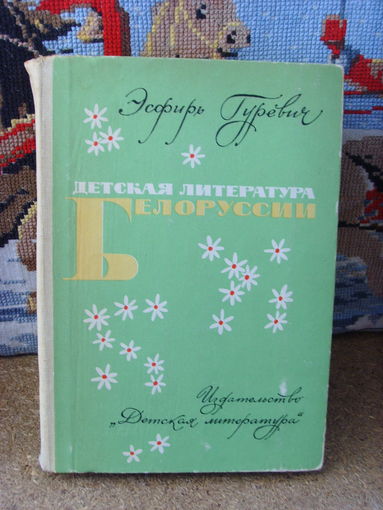 Эсфирь Гуревич
ДЕТСКАЯ ЛИТЕРАТУРА
БЕЛОРУССИИ
Издательство
„Детская литература“